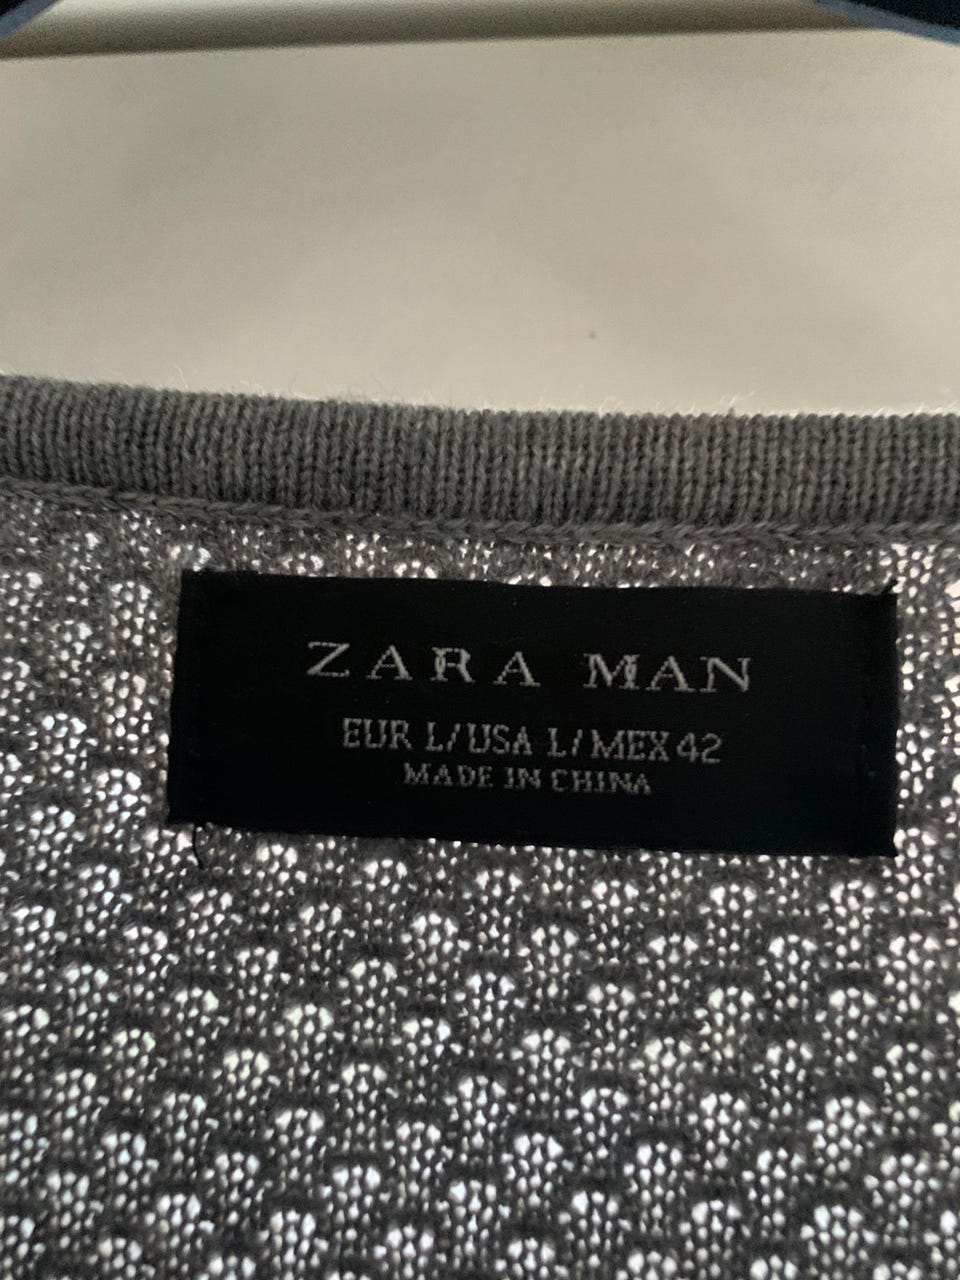 ZARA MAN
EUR L/USA L/MEX 42
MADE IN CHINA